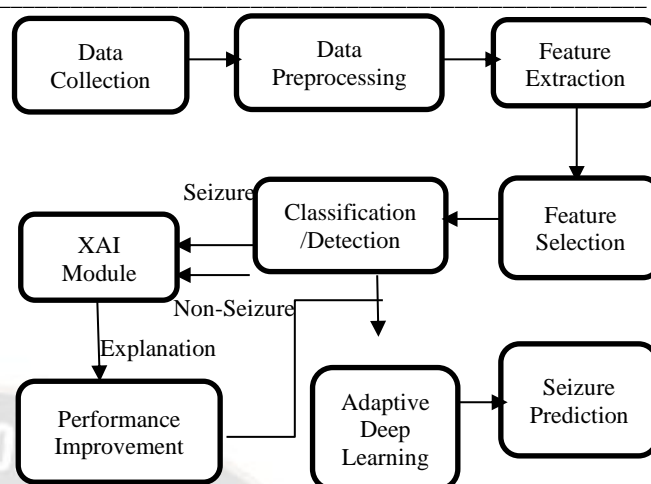 Data
Collection
Data
Preprocessing
Feature
Extraction
Seizure
Classification
/Detection
Feature
Selection
XAI
Module
Non-Seizure
Explanation
Performance
Improvement
Adaptive
Deep
Learning
Seizure
Prediction